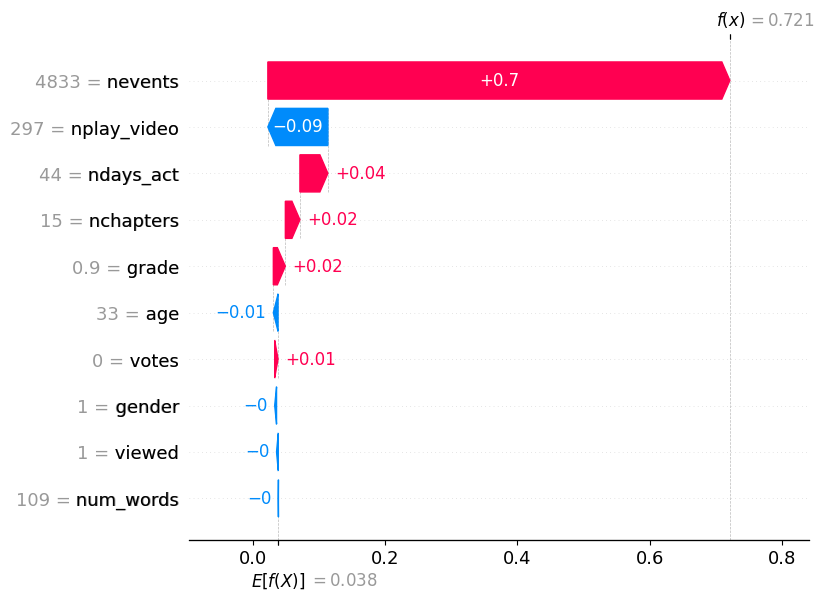 f(x) = 0.721
4833 = nevents
+0.7
297 = nplay_video
−0.09
44 = ndays_act
+0.04
15 = nchapters
+0.02
0.9 = grade
+0.02
33 = age
−0.01
0 = votes
+0.01
1 = gender
−0
1 = viewed
−0
109 = num_words
−0
0.0 0.2 0.4 0.6 0.8
E[f(X)] = 0.038